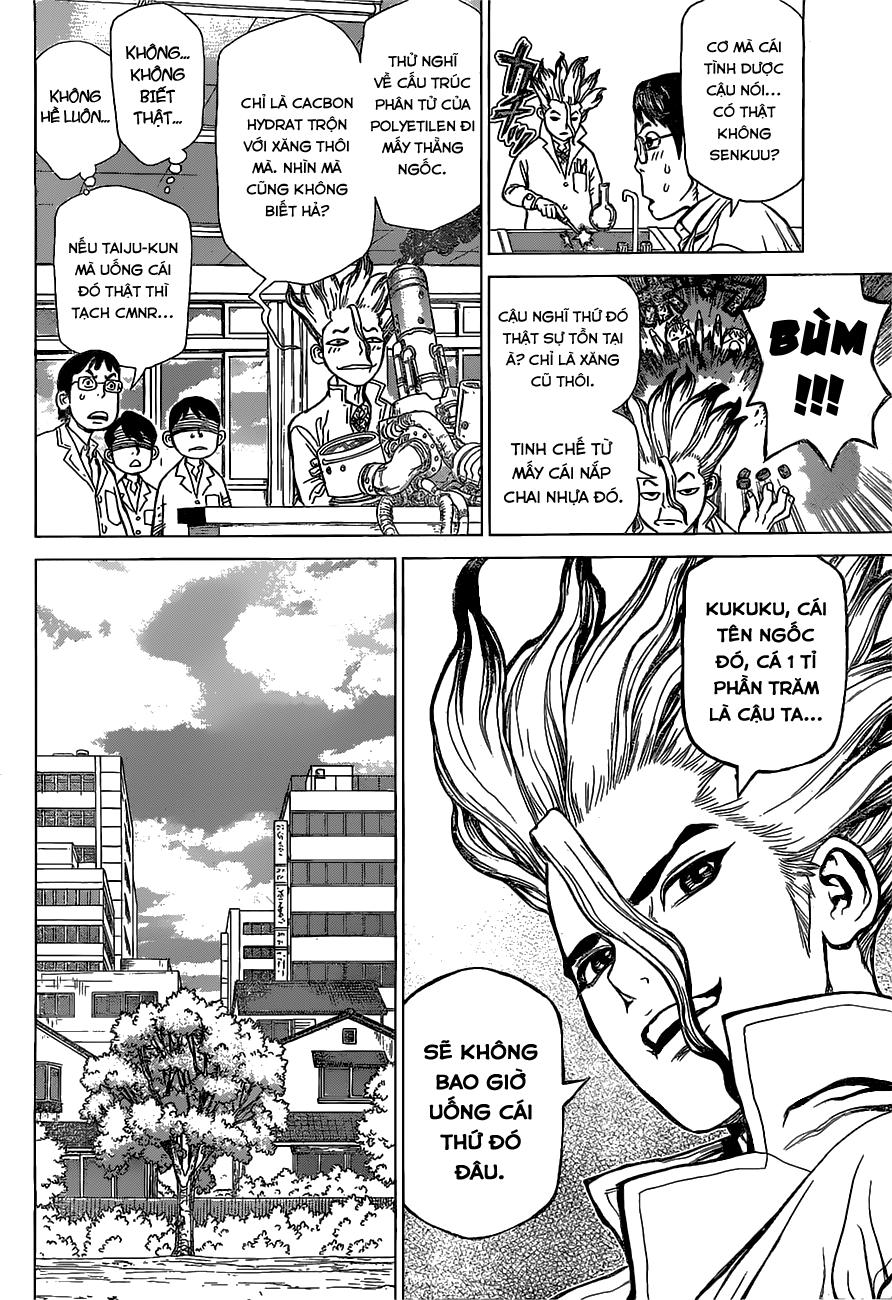 CƠ MÀ CÁI
TÌNH DƯỢC
CẬU NÓI...
CÓ THẬT
KHÔNG
SENKUU?
CẬU NGHĨ THỨ ĐÓ
THẬT SỰ TỒN TẠI
À? CHỈ LÀ XĂNG
CŨ THÔI.
TINH CHẾ TỪ
MẤY CÁI NẮP
CHAI NHỰA ĐÓ.
BÙM
!!!
THỬ NGHĨ
VỀ CẤU TRÚC
PHÂN TỬ CỦA
POLYETILEN ĐI
MẤY THẰNG
NGỐC.
CHỈ LÀ CACBON
HYDRAT TRỘN
VỚI XĂNG THÔI
MÀ. NHÌN MÀ
CŨNG KHÔNG
BIẾT HẢ?
KHÔNG...
KHÔNG
BIẾT
THẬT...
KHÔNG
HỀ LUÔN...
NẾU TAIJU-KUN
MÀ UỐNG CÁI
ĐÓ THẬT THÌ
TẠCH CMNR...
KUKUKU, CÁI
TÊN NGỐC
ĐÓ, CÁ 1 TỈ
PHẦN TRĂM
LÀ CẬU TA...
SẼ KHÔNG
BAO GIỜ
UỐNG CÁI
THỨ ĐÓ
ĐÂU.